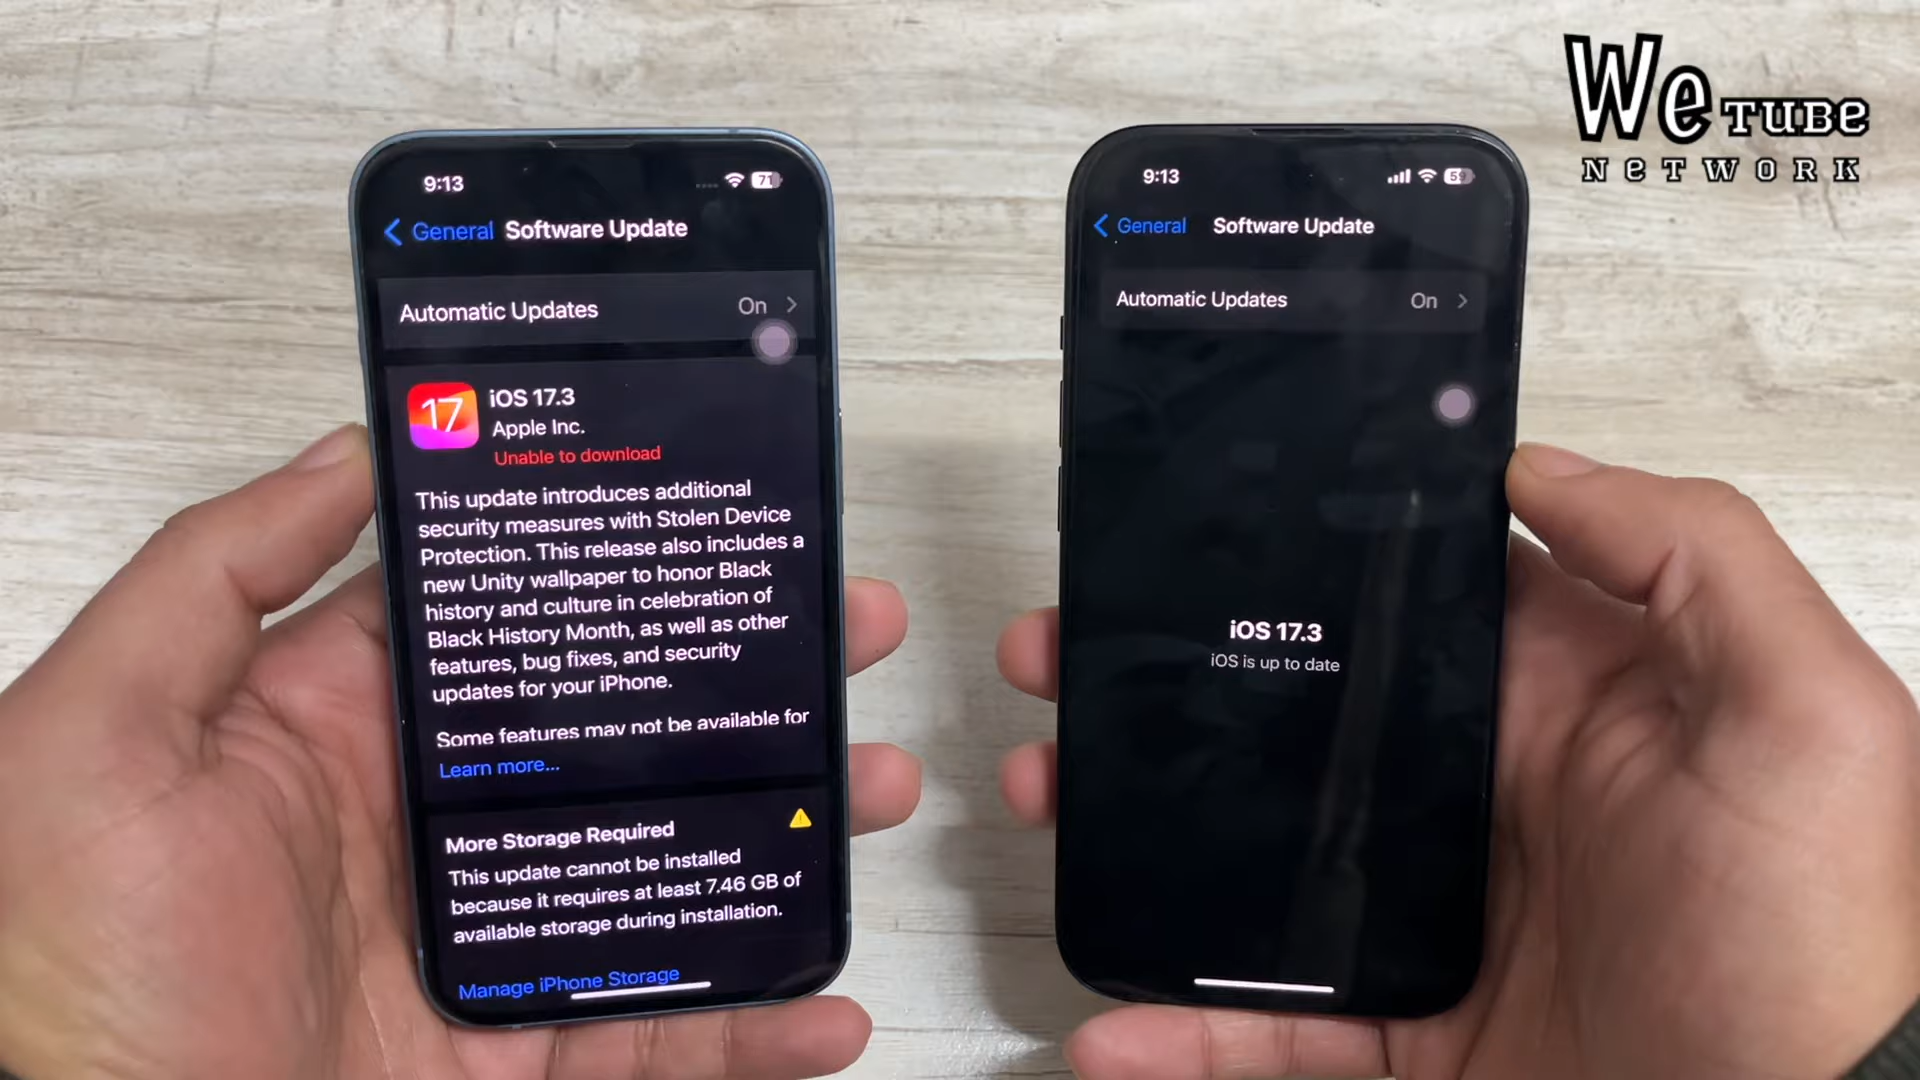 We TUBE
NETWORK
9:13
71
General Software Update
Automatic Updates On
17
iOS 17.3
Apple Inc.
Unable to download
This update introduces additional
security measures with Stolen Device
Protection. This release also includes a
new Unity wallpaper to honor Black
history and culture in celebration of
Black History Month, as well as other
features, bug fixes, and security
updates for your iPhone.
Some features may not be available for
Learn more...
More Storage Required
This update cannot be installed
because it requires at least 7.46 GB of
available storage during installation.
Manage iPhone Storage
9:13
59
General Software Update
Automatic Updates On
iOS 17.3
iOS is up to date